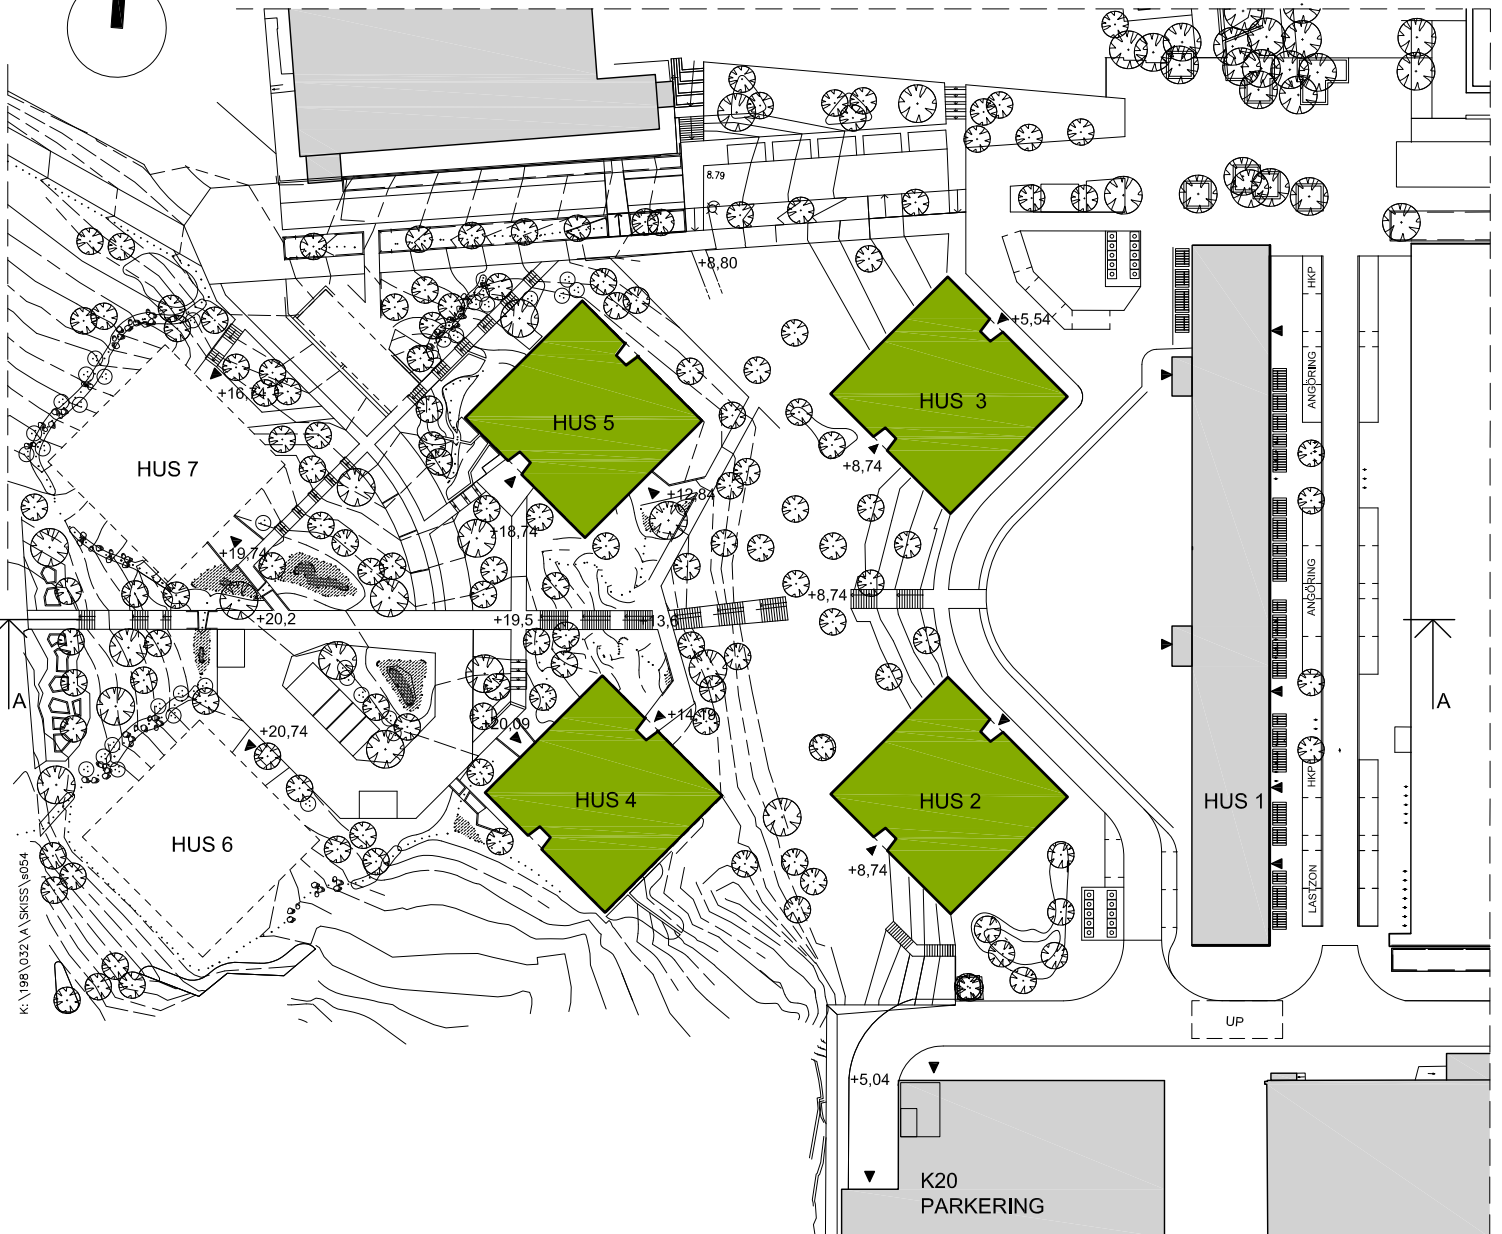 8.79
+8,80
HKP
+5,54
ANGÖRING
+16,74
HUS 3
HUS 5
+8,74
HUS 7
+12,84
+18,74
+19,74
ANGÖRING
+8,74
+20,2
+19,5
+13,6
A
A
+14,19
+20,09
+20,74
HKP
HUS 4
HUS 2
HUS 1
HUS 6
+8,74
LASTZON
K:\198\032\A\SKISS\s054
UP
+5,04
K20
PARKERING